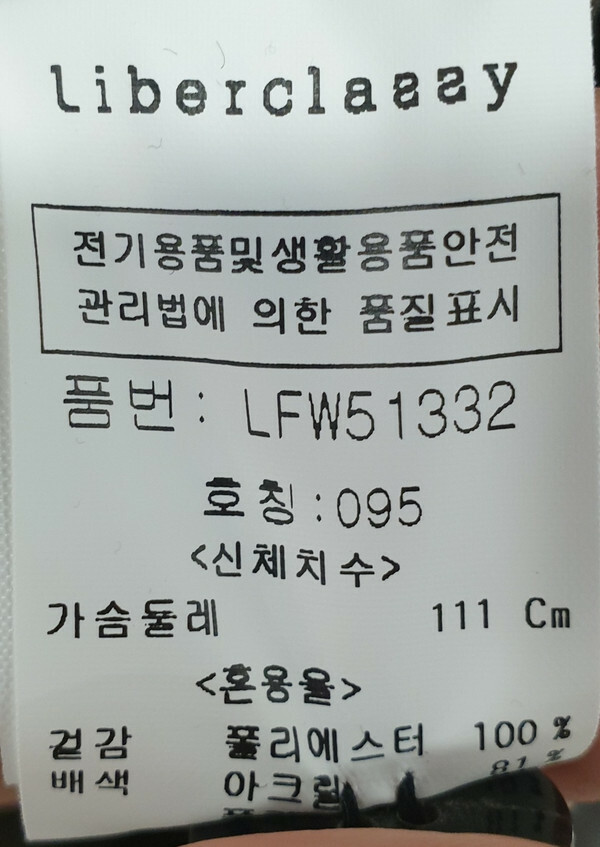 liberclassy
전기용품및생활용품안전
관리법에 의한 품질표시
품번: LFW51332
호칭:095
<신체치수>
가슴둘레 111 Cm
<혼용율>
겉감 폴리에스터 100 %
배색 아크릴 81 %